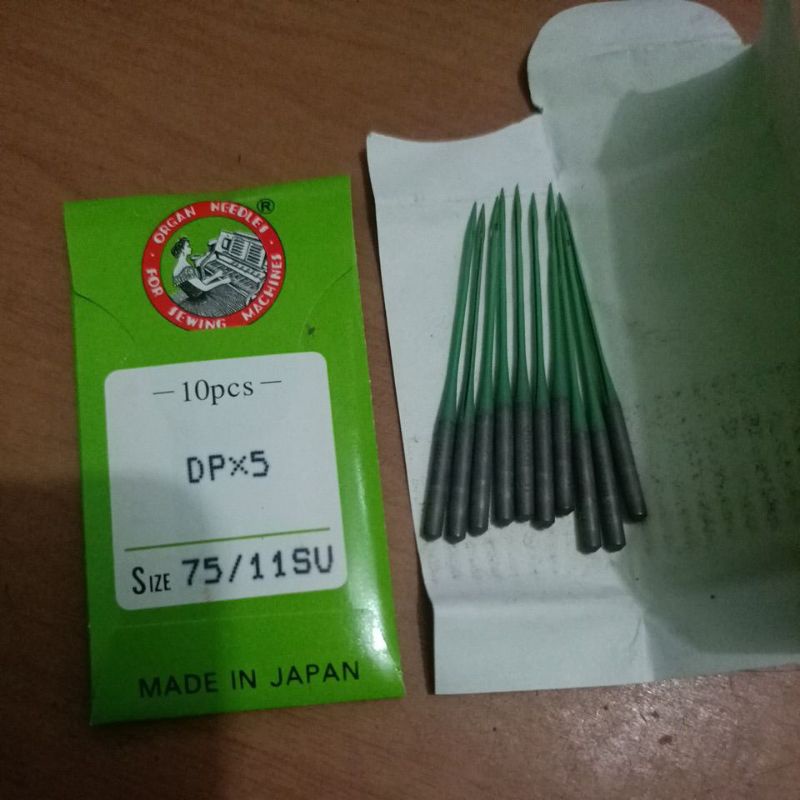 ORGAN NEEDLES ®
FOR SEWING MACHINES
—10pcs—
DP×5
SIZE 75/11SU
MADE IN JAPAN